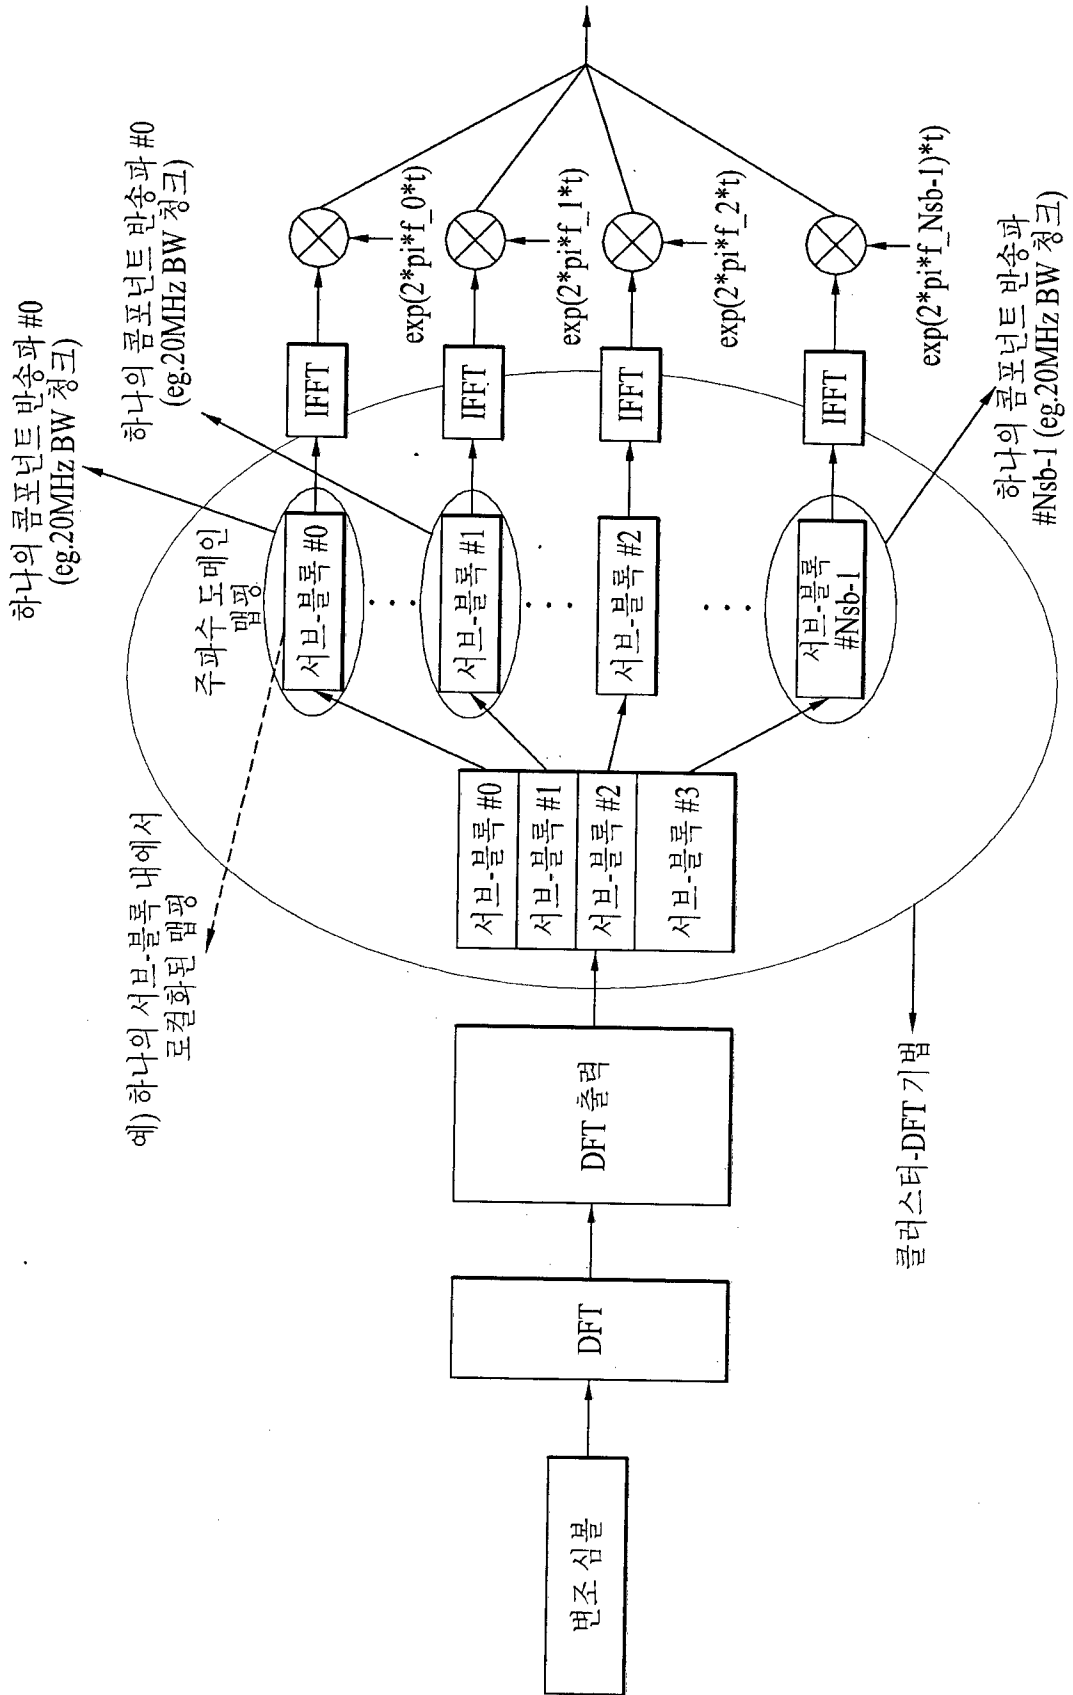 변조 심볼
DFT
DFT 출력
서브-블록 #0
서브-블록 #1
서브-블록 #2
서브-블록 #3
예) 하나의 서브-블록 내에서
로컬화된 맵핑
주파수 도메인
맵핑
서브-블록 #0
서브-블록 #1
서브-블록 #2
서브-블록
#Nsb-1
하나의 콤포넌트 반송파 #0
(eg.20MHz BW 청크)
하나의 콤포넌트 반송파 #0
(eg.20MHz BW 청크)
하나의 콤포넌트 반송파
#Nsb-1 (eg.20MHz BW 청크)
IFFT
IFFT
IFFT
IFFT
exp(2*pi*f_0*t)
exp(2*pi*f_1*t)
exp(2*pi*f_2*t)
exp(2*pi*f_Nsb-1)*t)
클러스터-DFT 기법